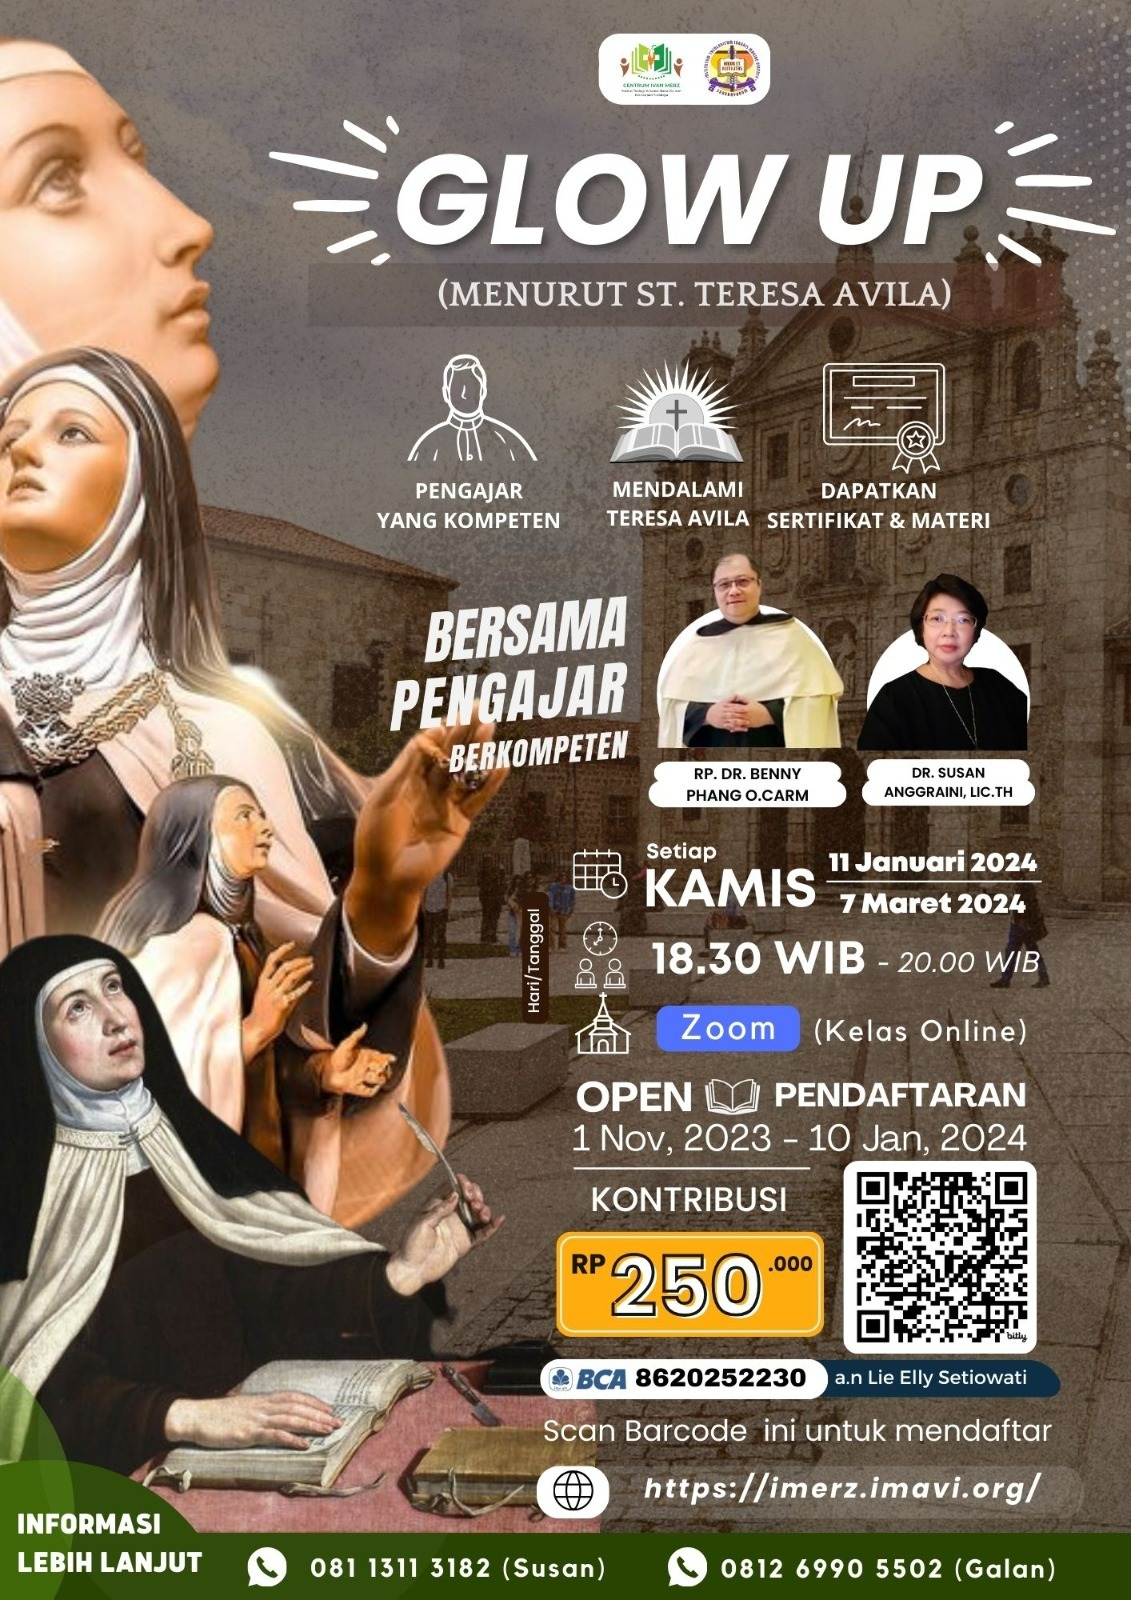 CENTRUM IVAN MERZ
GLOW UP
(MENURUT ST. TERESA AVILA)
PENGAJAR
YANG KOMPETEN
MENDALAMI
TERESA AVILA
DAPATKAN
SERTIFIKAT & MATERI
BERSAMA
PENGAJAR
BERKOMPETEN
RP. DR. BENNY
PHANG O.CARM
DR. SUSAN
ANGGRAINI, LIC.TH
Hari/Tanggal
Setiap
KAMIS
11 Januari 2024
7 Maret 2024
18.30 WIB - 20.00 WIB
Zoom (Kelas Online)
OPEN PENDAFTARAN
1 Nov, 2023 - 10 Jan, 2024
KONTRIBUSI
RP 250.000
bitly
BCA 8620252230 a.n Lie Elly Setiowati
Scan Barcode ini untuk mendaftar
https://imerz.imavi.org/
INFORMASI
LEBIH LANJUT
081 1311 3182 (Susan)
0812 6990 5502 (Galan)